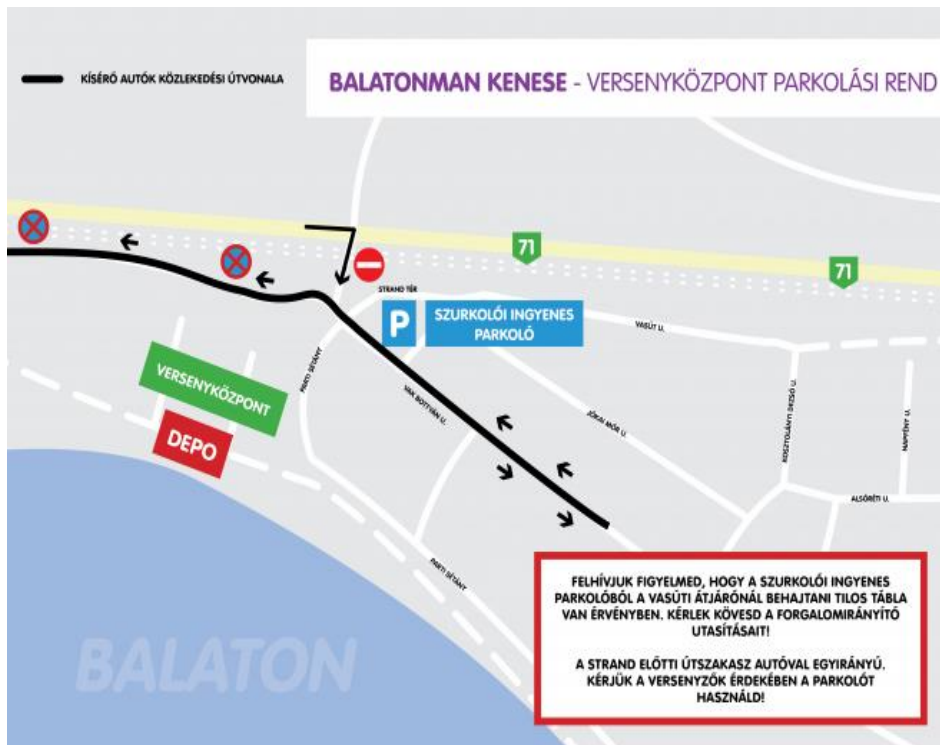 KÍSÉRŐ AUTÓK KÖZLEKEDÉSI ÚTVONALA
BALATONMAN KENESE - VERSENYKÖZPONT PARKOLÁSI REND
71
71
STRAND TÉR
P
SZURKOLÓI INGYENES
PARKOLÓ
VASÚT U.
PARTI SÉTÁNY
VERSENYKÖZPONT
DEPO
VAK BOTTYÁN U.
JÓKAI MÓR U.
KOSZTOLÁNYI DEZSŐ U.
NAPFÉNY U.
ALSÓRÉTI U.
PARTI SÉTÁNY
BALATON
FELHÍVJUK FIGYELMED, HOGY A SZURKOLÓI INGYENES
PARKOLÓBÓL A VASÚTI ÁTJÁRÓNÁL BEHAJTANI TILOS TÁBLA
VAN ÉRVÉNYBEN. KÉRLEK KÖVESD A FORGALOMIRÁNYÍTÓ
UTASÍTÁSAIT!
A STRAND ELŐTTI ÚTSZAKASZ AUTÓVAL EGYIRÁNYÚ.
KÉRJÜK A VERSENYZŐK ÉRDEKÉBEN A PARKOLÓT
HASZNÁLD!